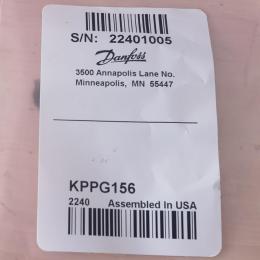 S/N: 22401005
Danfoss
3500 Annapolis Lane No.
Minneapolis, MN 55447
KPPG156
2240 Assembled In USA